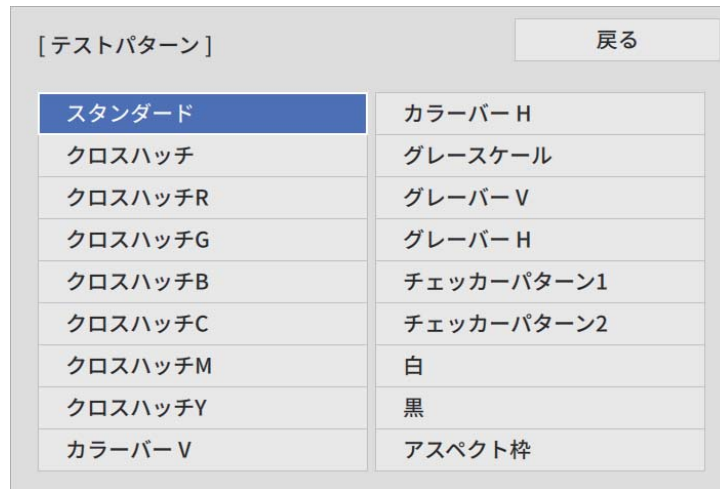 [ テストパターン ]
戻る
スタンダード
クロスハッチ
クロスハッチR
クロスハッチG
クロスハッチB
クロスハッチC
クロスハッチM
クロスハッチY
カラーバー V
カラーバー H
グレースケール
グレーバー V
グレーバー H
チェッカーパターン1
チェッカーパターン2
白
黒
アスペクト枠